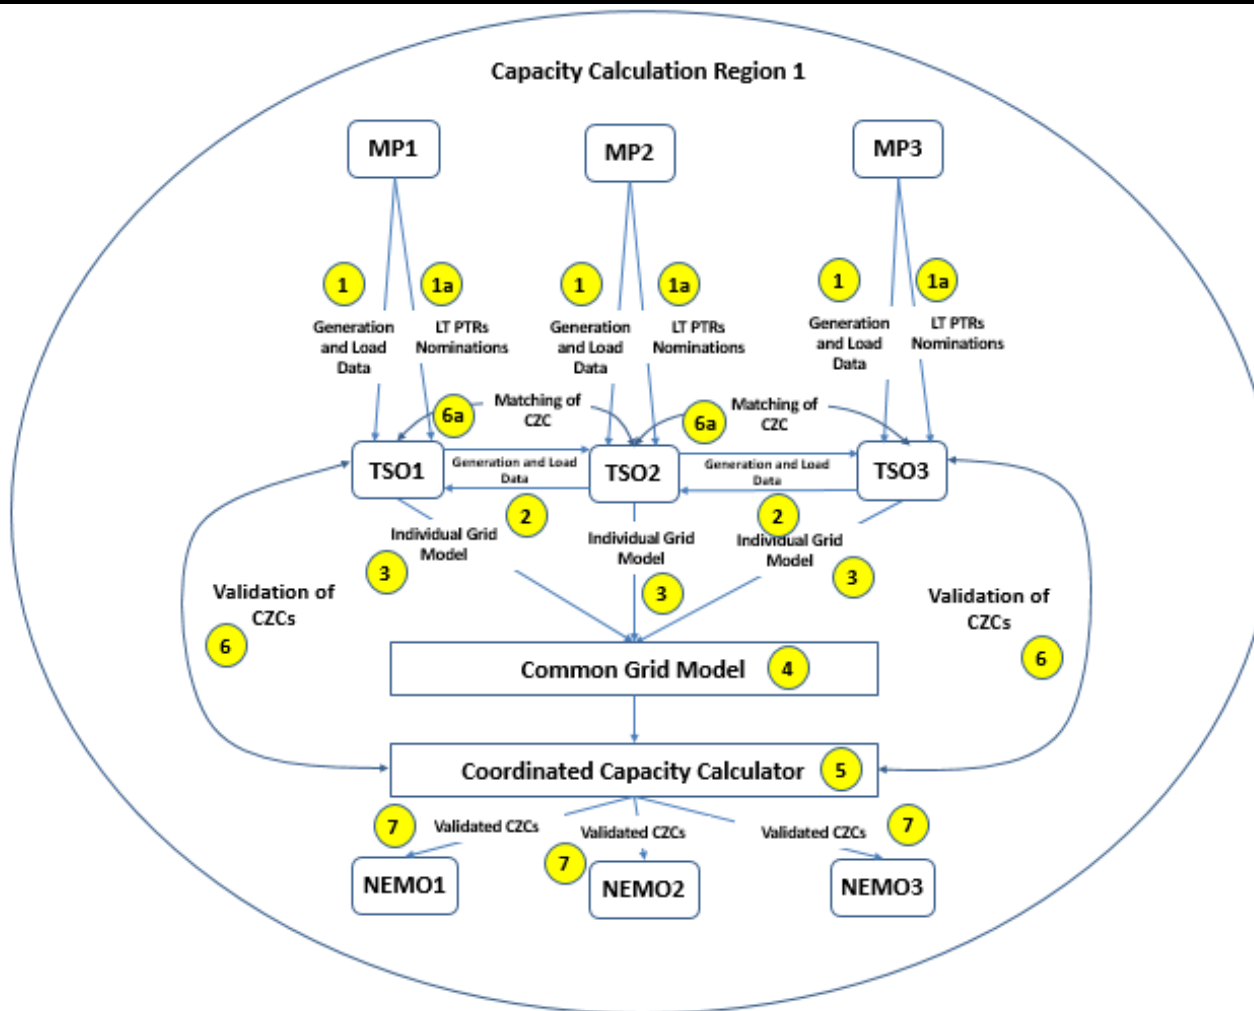 Capacity Calculation Region 1
MP1
MP2
MP3
1
1a
1
1a
1
1a
Generation
and Load
Data
LT PTRs
Nominations
Generation
and Load
Data
LT PTRs
Nominations
Generation
and Load
Data
LT PTRs
Nominations
6a
Matching of
CZC
6a
Matching of
CZC
TSO1
Generation and Load
Data
TSO2
Generation and Load
Data
TSO3
2
2
Individual Grid
Model
Individual Grid
Model
Individual Grid
Model
3
3
3
Validation of
CZCs
6
Validation of
CZCs
6
Common Grid Model
4
Coordinated Capacity Calculator
5
7
Validated CZCs
7
Validated CZCs
Validated CZCs
7
NEMO1
NEMO2
NEMO3